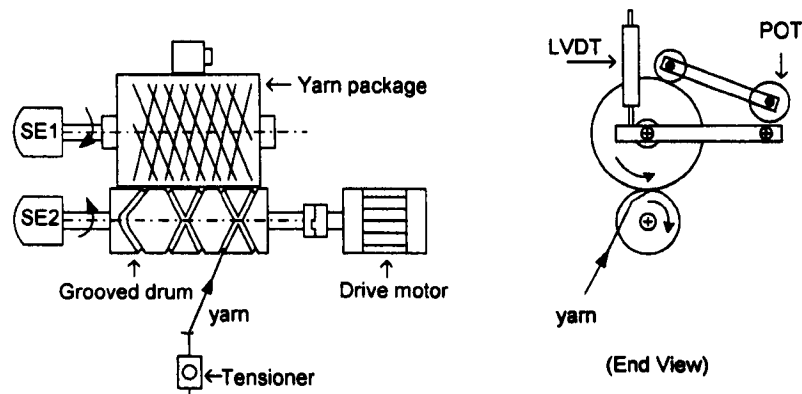 SE1
Yarn package
SE2
Grooved drum
Drive motor
yarn
Tensioner
LVDT
POT
yarn
(End View)